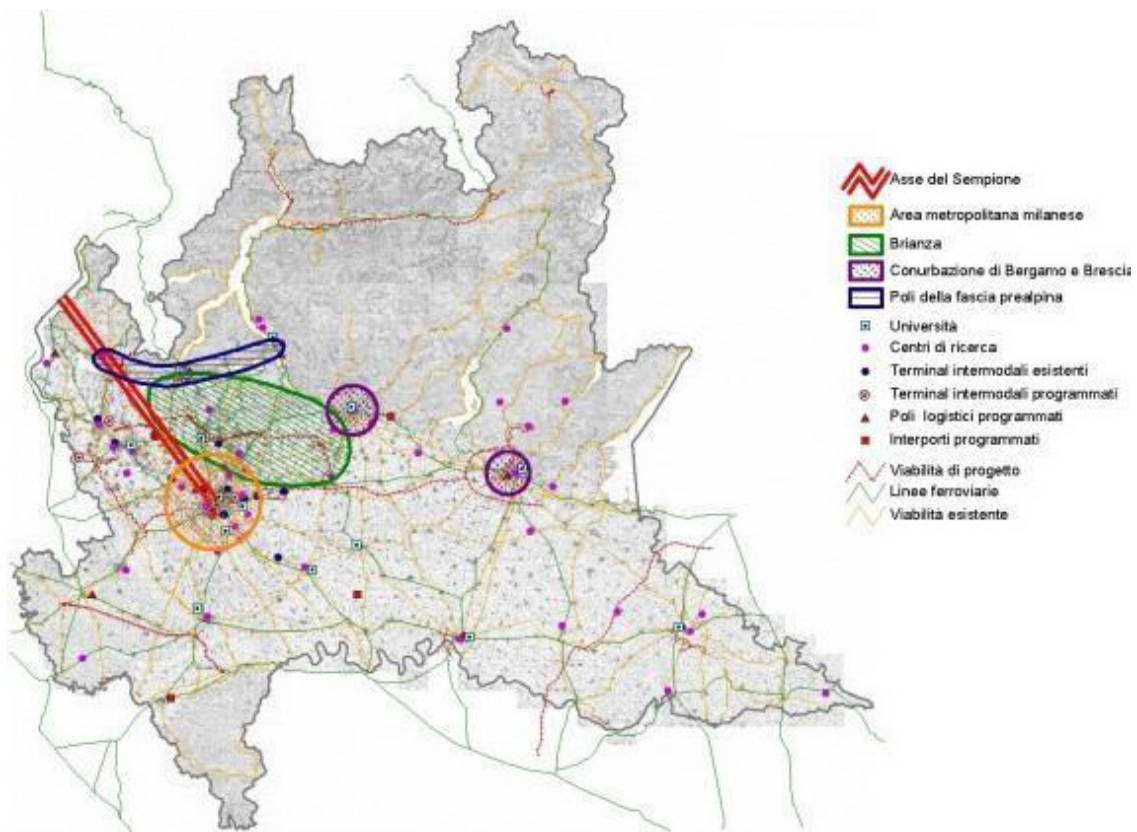 Asse del Sempione
Area metropolitana milanese
Brianza
Conurbazione di Bergamo e Brescia
Poli della fascia prealpina
Università
Centri di ricerca
Terminal intermodali esistenti
Terminal intermodali programmati
Poli logistici programmati
Interporti programmati
Viabilità di progetto
Linee ferroviarie
Viabilità esistente